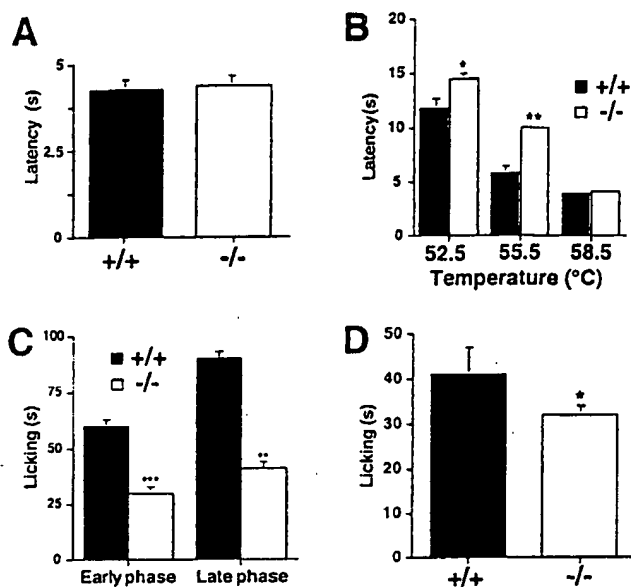 A
5
2.5
0
Latency (s)
+/+
-/-
B
20
15
10
5
0
Latency (s)
*
**
+/+
-/-
52.5 55.5 58.5
Temperature (°C)
C
100
75
50
25
0
Licking (s)
+/+
-/-
***
**
Early phase Late phase
D
50
40
30
20
10
0
Licking (s)
*
+/+
-/-